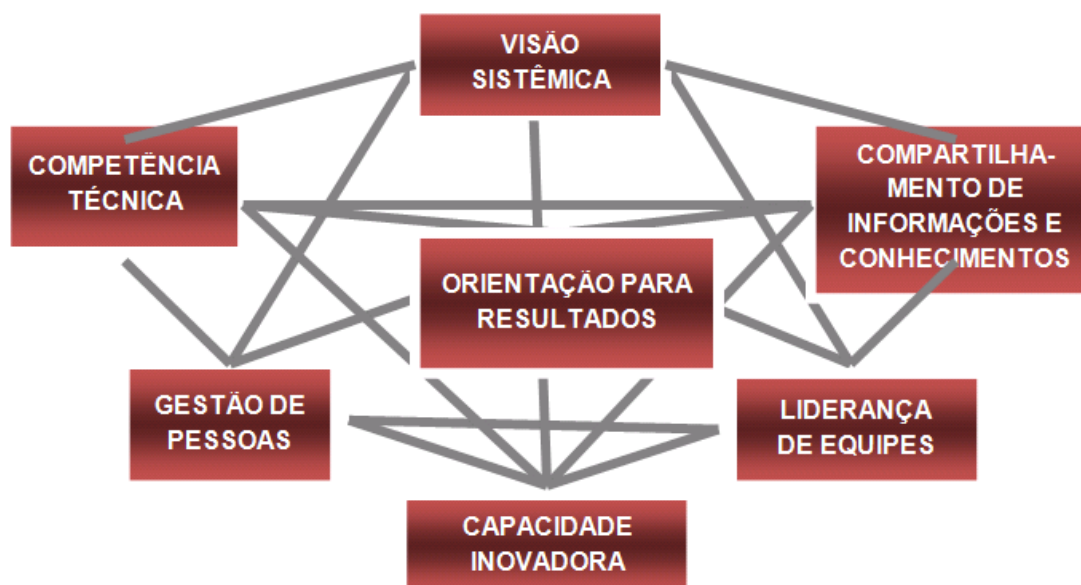 VISÃO
SISTÊMICA
COMPETÊNCIA
TÉCNICA
COMPARTILHA-
MENTO DE
INFORMAÇÕES E
CONHECIMENTOS
ORIENTAÇÃO PARA
RESULTADOS
GESTÃO DE
PESSOAS
LIDERANÇA
DE EQUIPES
CAPACIDADE
INOVADORA